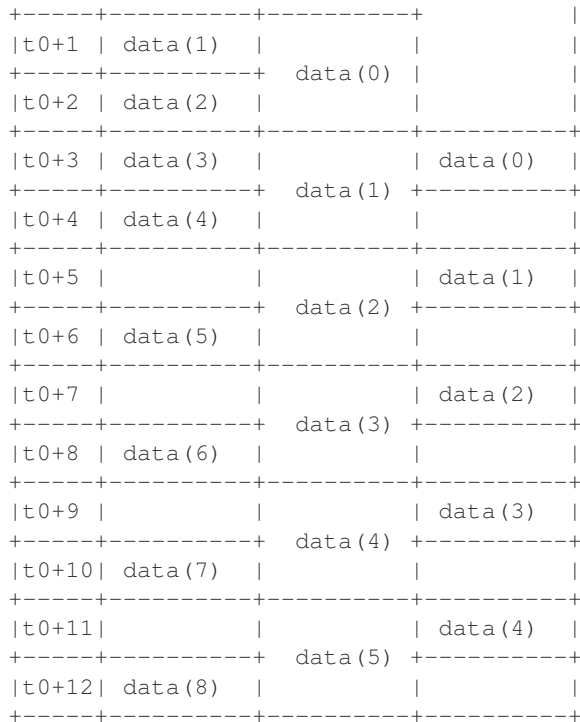 +-----+----------+----------+          |
|t0+1 | data(1)  |          |          |
+-----+----------+  data(0) |          |
|t0+2 | data(2)  |          |          |
+-----+----------+----------+----------+
|t0+3 | data(3)  |          | data(0)  |
+-----+----------+  data(1) +----------+
|t0+4 | data(4)  |          |          |
+-----+----------+----------+----------+
|t0+5 |          |          | data(1)  |
+-----+----------+  data(2) +----------+
|t0+6 | data(5)  |          |          |
+-----+----------+----------+----------+
|t0+7 |          |          | data(2)  |
+-----+----------+  data(3) +----------+
|t0+8 | data(6)  |          |          |
+-----+----------+----------+----------+
|t0+9 |          |          | data(3)  |
+-----+----------+  data(4) +----------+
|t0+10| data(7)  |          |          |
+-----+----------+----------+----------+
|t0+11|          |          | data(4)  |
+-----+----------+  data(5) +----------+
|t0+12| data(8)  |          |          |
+-----+----------+----------+----------+